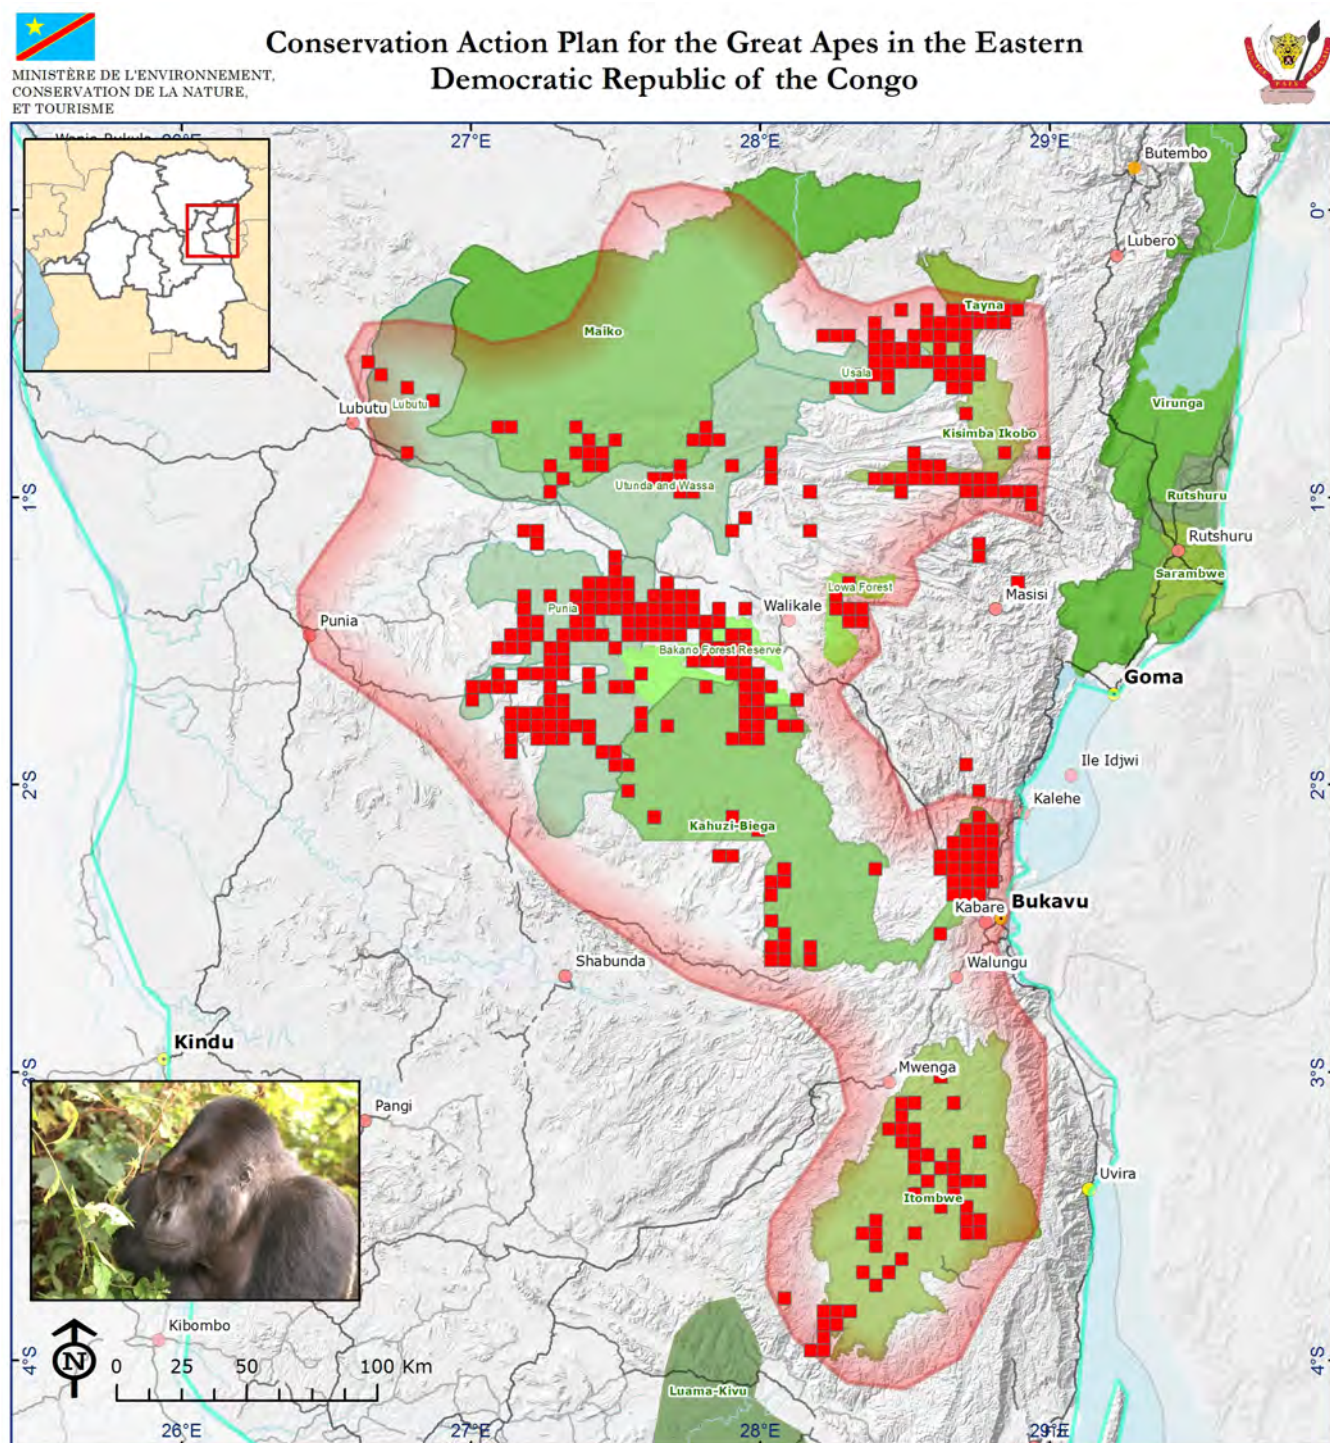 MINISTÈRE DE L'ENVIRONNEMENT,
CONSERVATION DE LA NATURE,
ET TOURISME
Conservation Action Plan for the Great Apes in the Eastern
Democratic Republic of the Congo
27°E
28°E
29°E
Butembo
0°
0°
Lubero
Tayna
Maiko
Usala
Virunga
Lubutu
Lubutu
Kisimba Ikobo
Utunda and Wassa
Rutshuru
1°S
1°S
Rutshuru
Sarambwe
Lowa Forest
Masisi
Punia
Walikale
Punia
Bakano Forest Reserve
Goma
Ile Idjwi
2°S
2°S
Kalehe
Kahuzi-Biega
Bukavu
Kabare
Shabunda
Walungu
Kindu
3°S
3°S
Mwenga
Pangi
Uvira
Itombwe
Kibombo
N
0 25 50 100 Km
4°S
4°S
Luama-Kivu
26°E
27°E
28°E
29°E